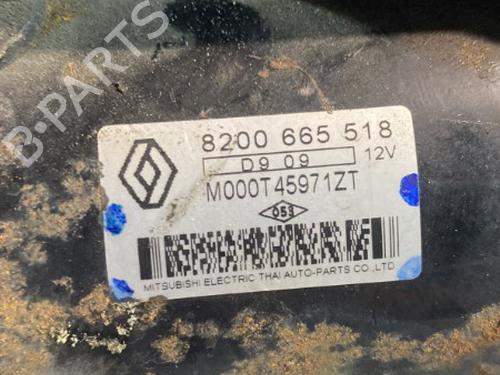 B-PARTS
8200 665 518
D9 09 12V
M000T45971ZT
053
MITSUBISHI ELECTRIC THAI AUTO-PARTS CO.,LTD